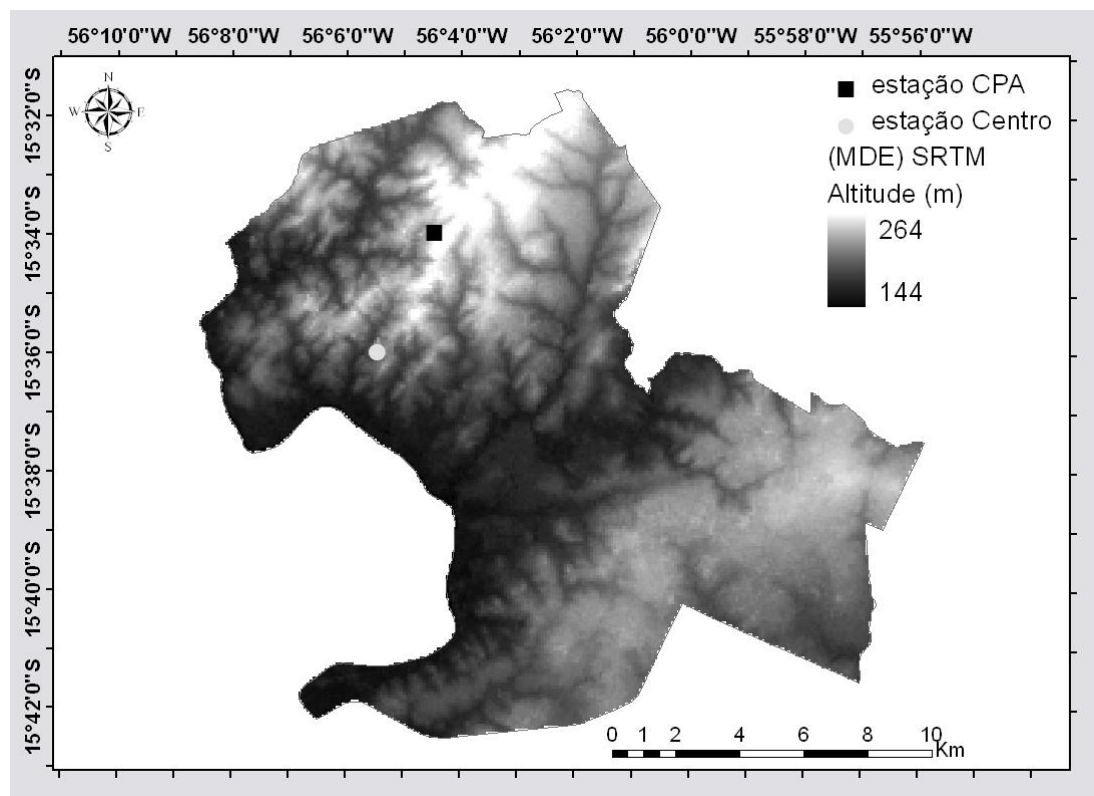 56°10'0"W 56°8'0"W 56°6'0"W 56°4'0"W 56°2'0"W 56°0'0"W 55°58'0"W 55°56'0"W
N
W E
S
estação CPA
estação Centro
(MDE) SRTM
Altitude (m)
264
144
15°32'0"S
15°34'0"S
15°36'0"S
15°38'0"S
15°40'0"S
15°42'0"S
0 1 2 4 6 8 10
Km